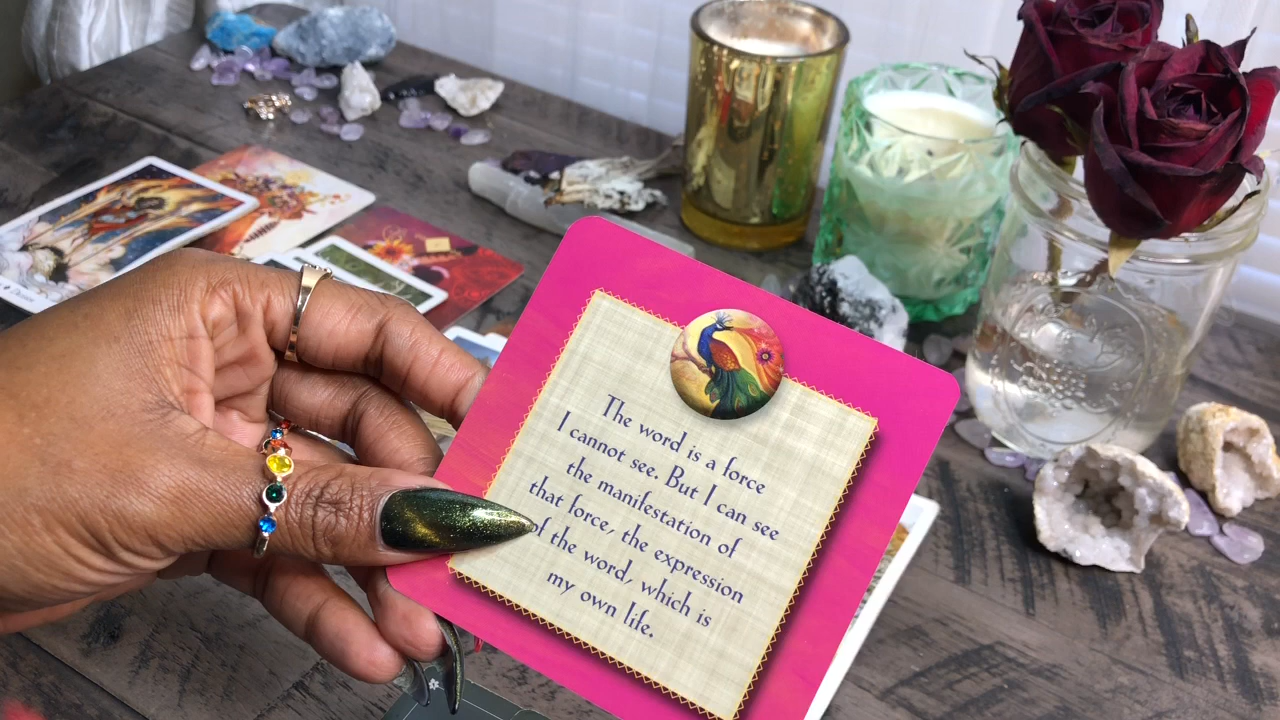 The word is a force
I cannot see. But I can see
the manifestation of
that force, the expression
of the word, which is
my own life.